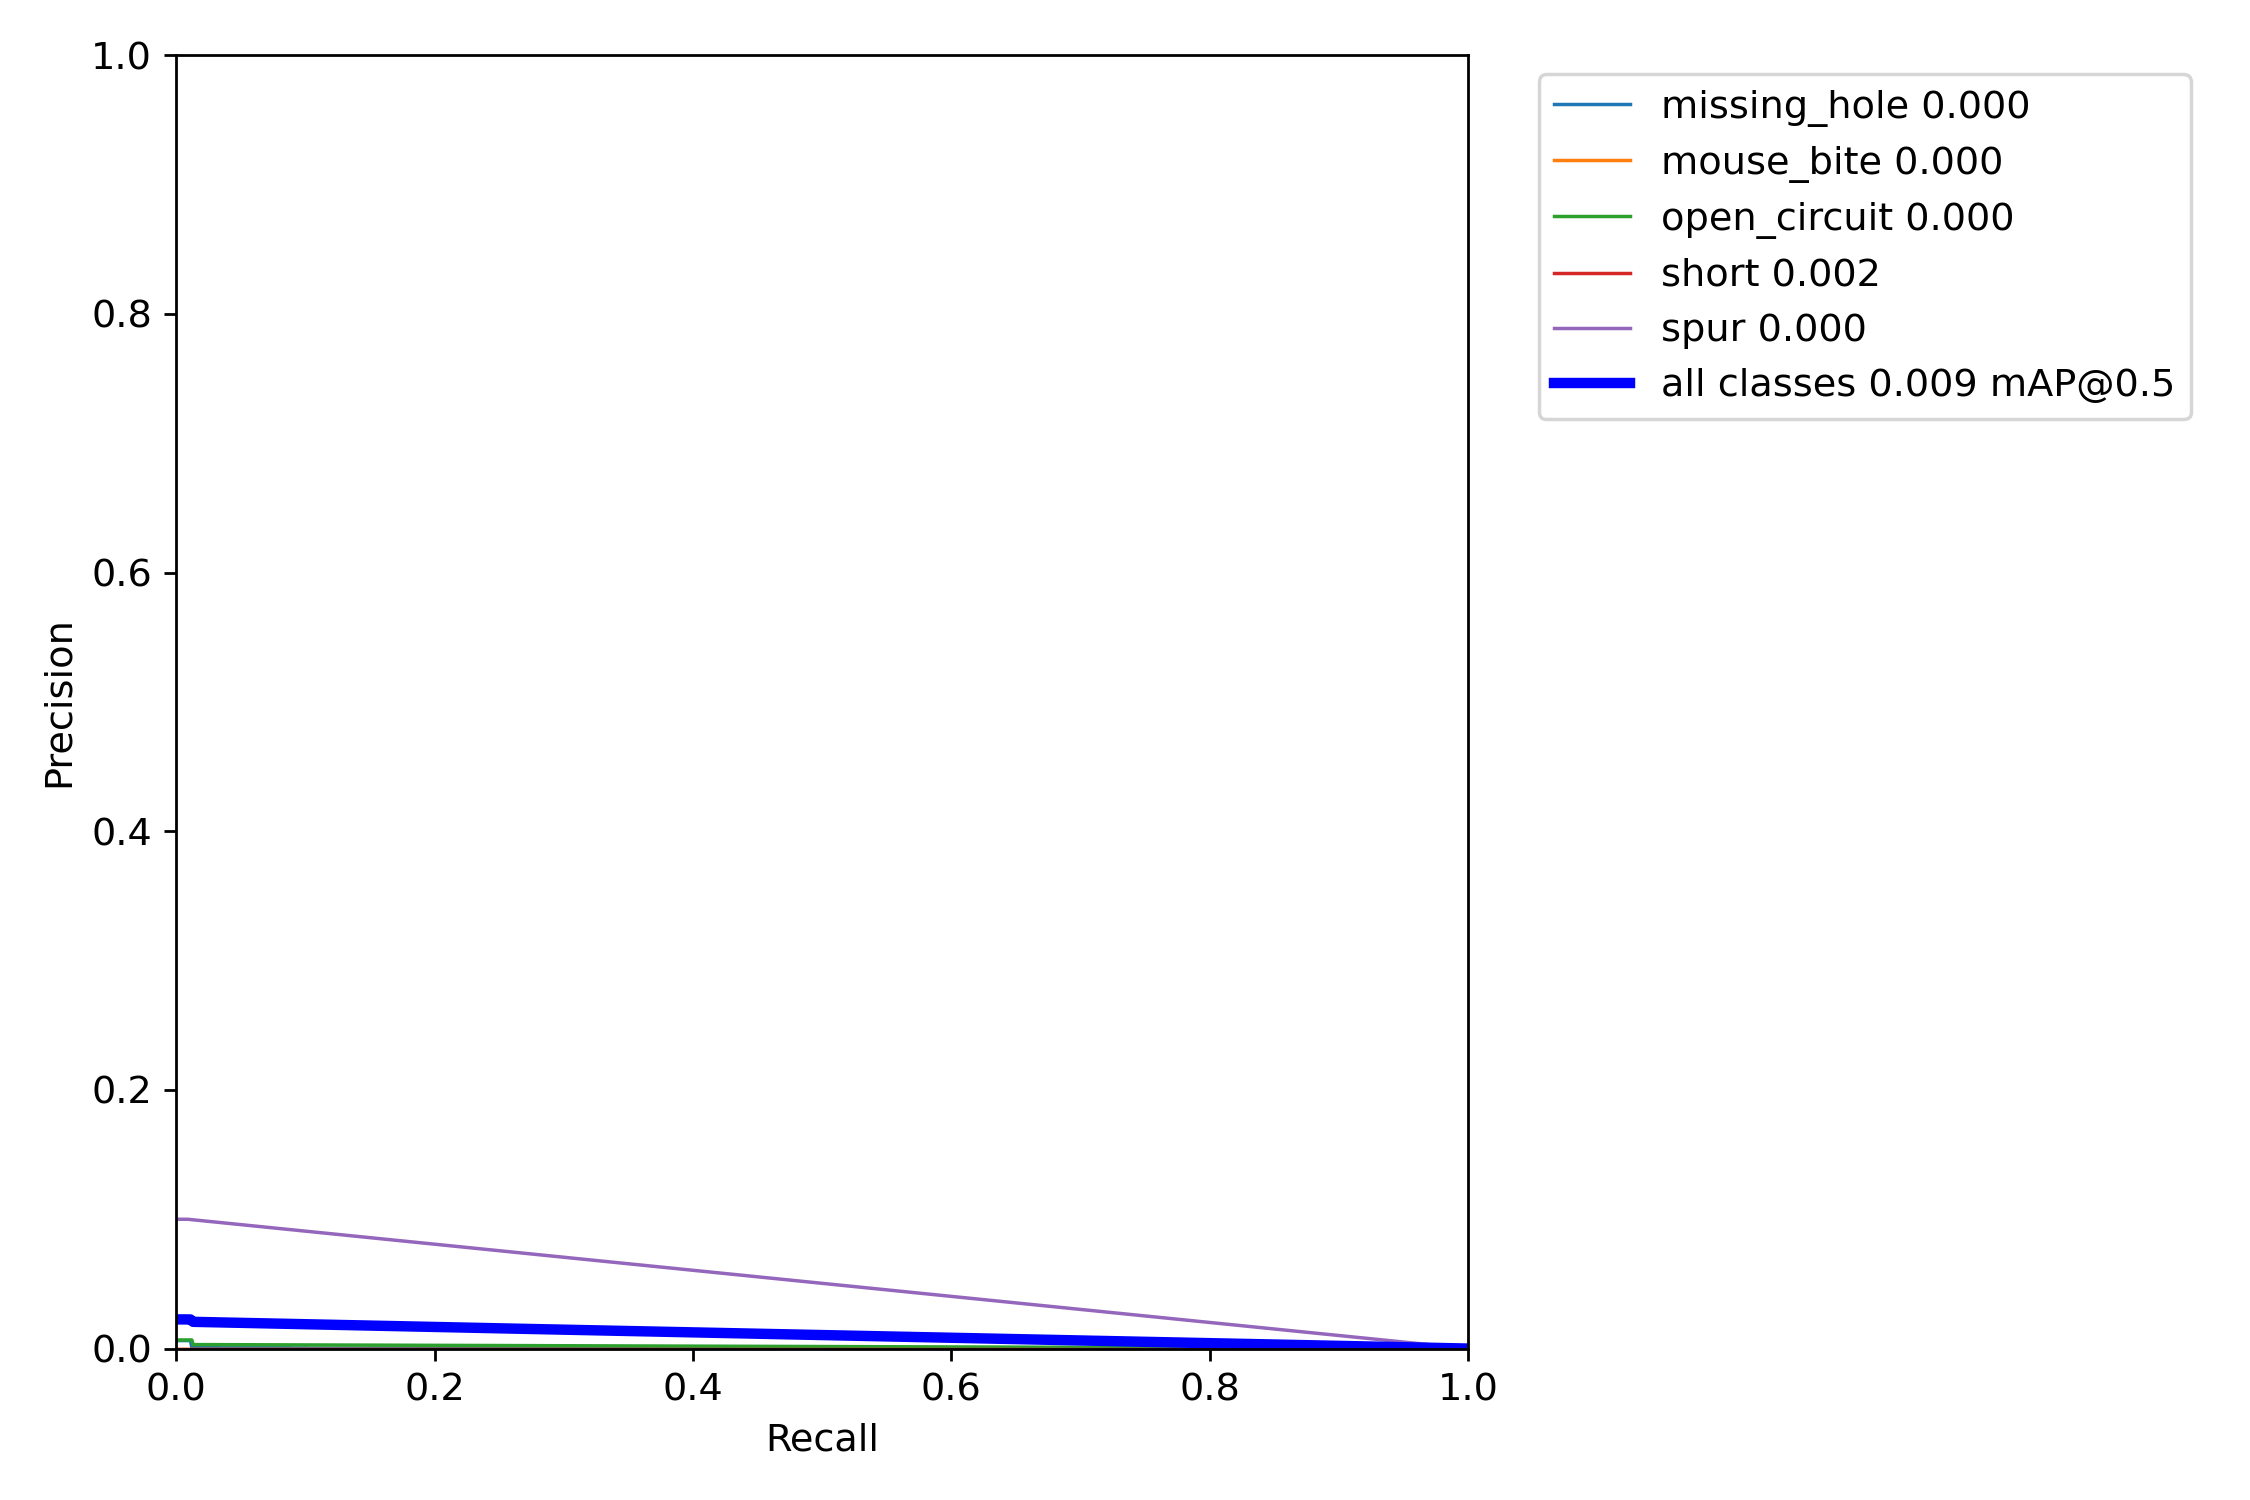 1.0
0.8
0.6
0.4
0.2
0.0
0.0 0.2 0.4 0.6 0.8 1.0
Precision
Recall
missing_hole 0.000
mouse_bite 0.000
open_circuit 0.000
short 0.002
spur 0.000
all classes 0.009 mAP@0.5